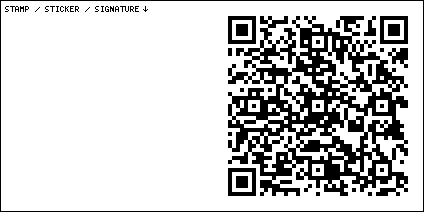 STAMP / STICKER / SIGNATURE ↓